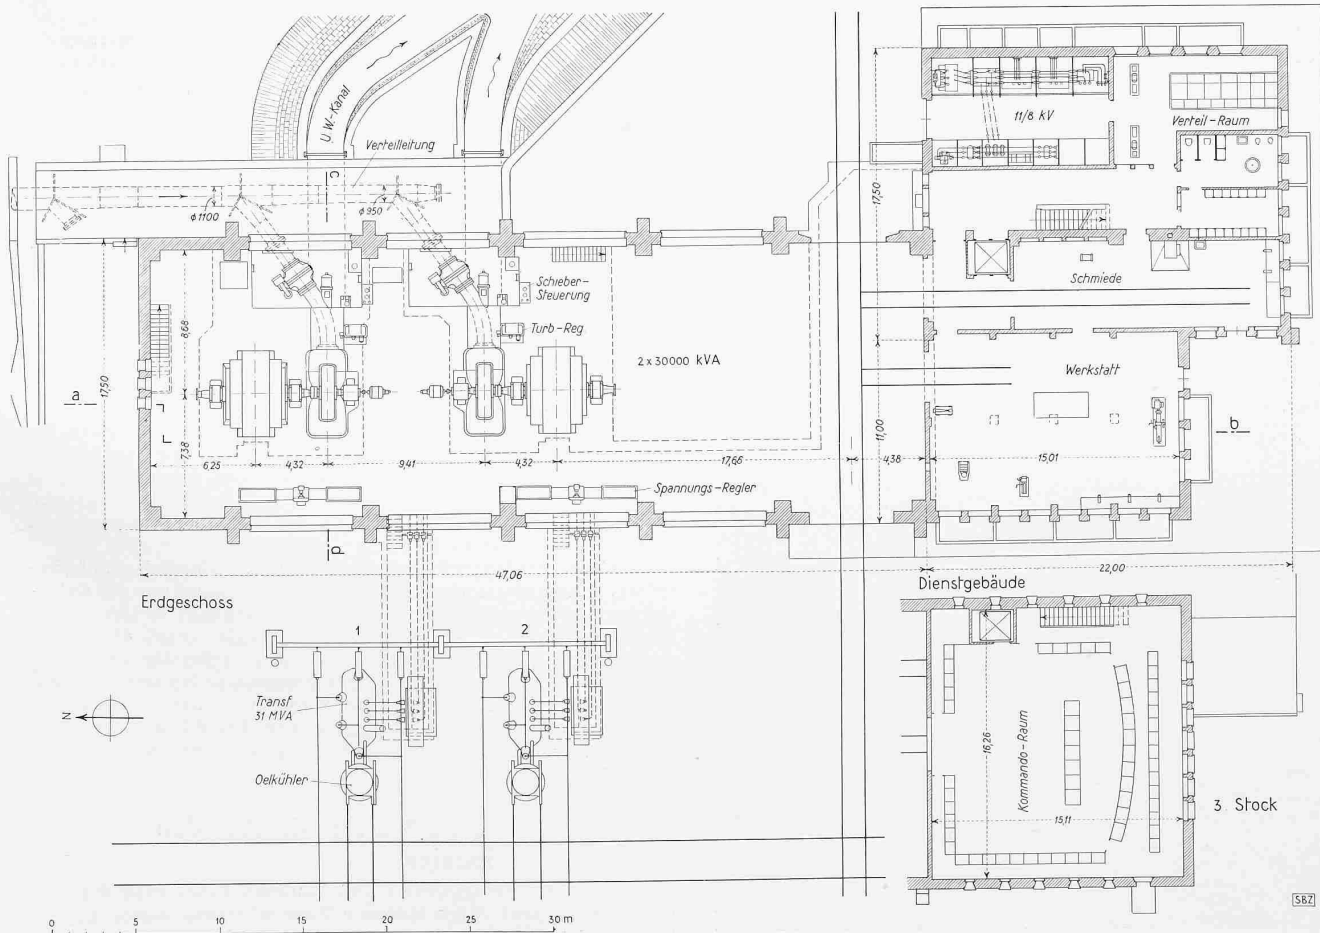 U.W.-Kanal
Verteilleitung
c
φ 1100
φ 950
11/8 kV
Verteil-Raum
17,50
Schieber-
Steuerung
Schmiede
Turb-Reg
8,68
17,50
2 x 30000 kVA
Werkstatt
a
b
7,38
11,00
6,25
4,32
9,41
4,32
17,66
4,38
15,01
Spannungs-Regler
d
47,06
22,00
Erdgeschoss
Dienstgebäude
1
2
N
Transf.
31 MVA
Oelkühler
16,26
Kommando-Raum
15,11
3. Stock
SBZ
0 5 10 15 20 25 30 m